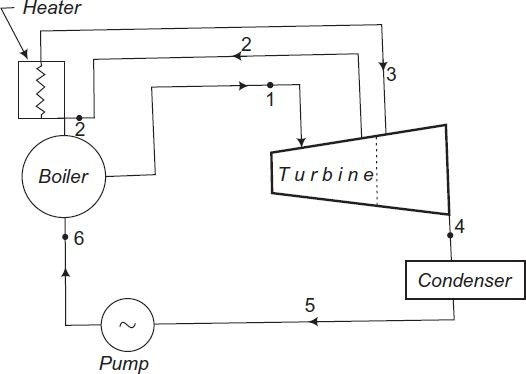 Heater
2
3
1
2
Turbine
Boiler
4
6
Condenser
5
~
Pump